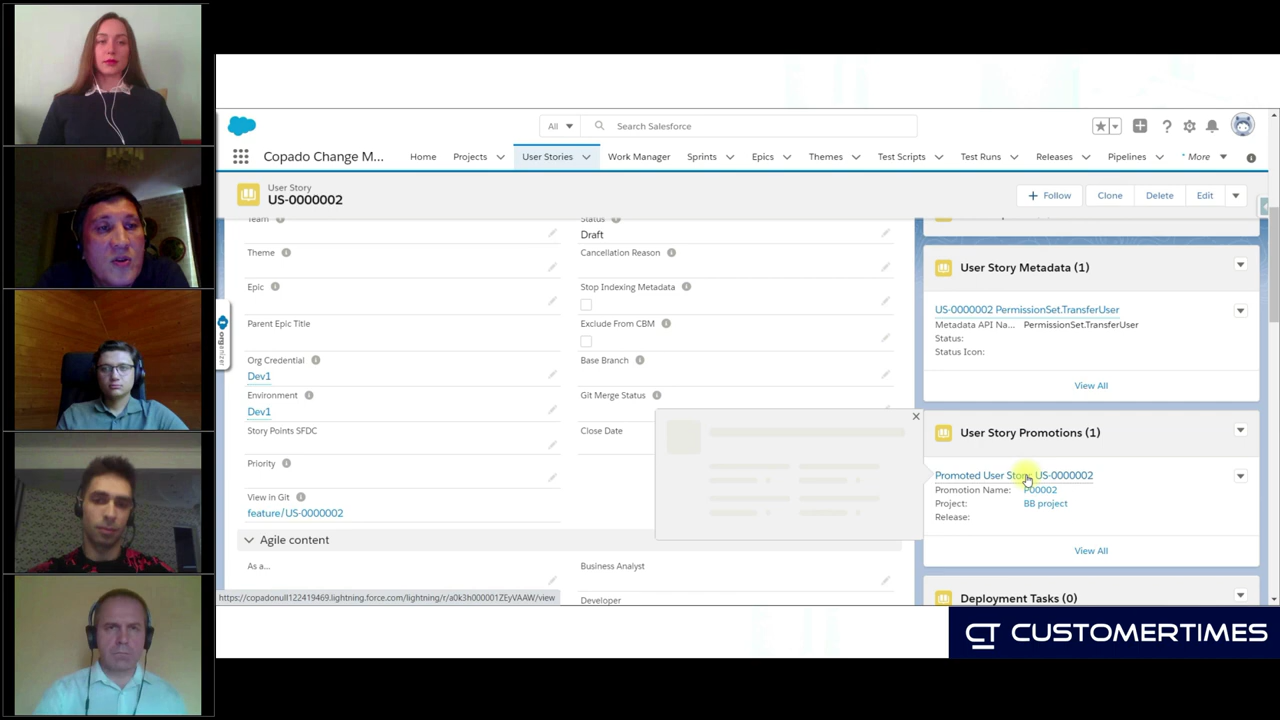 All
Search Salesforce
Copado Change M...
Home
Projects
User Stories
Work Manager
Sprints
Epics
Themes
Test Scripts
Test Runs
Releases
Pipelines
* More
User Story
US-0000002
+ Follow
Clone
Delete
Edit
Team
Status
Draft
Theme
Cancellation Reason
Epic
Stop Indexing Metadata
Parent Epic Title
Exclude From CBM
Org Credential
Base Branch
Dev1
Environment
Git Merge Status
Dev1
Story Points SFDC
Close Date
Priority
View in Git
feature/US-0000002
Agile content
As a...
Business Analyst
Developer
organizer
https://copadonull122419469.lightning.force.com/lightning/r/a0k3h000001ZEyVAAW/view
User Story Metadata (1)
US-0000002 PermissionSet.TransferUser
Metadata API Na... PermissionSet.TransferUser
Status:
Status Icon:
View All
User Story Promotions (1)
Promoted User Story US-0000002
Promotion Name: P00002
Project: BB project
Release:
View All
Deployment Tasks (0)
CT CUSTOMERTIMES